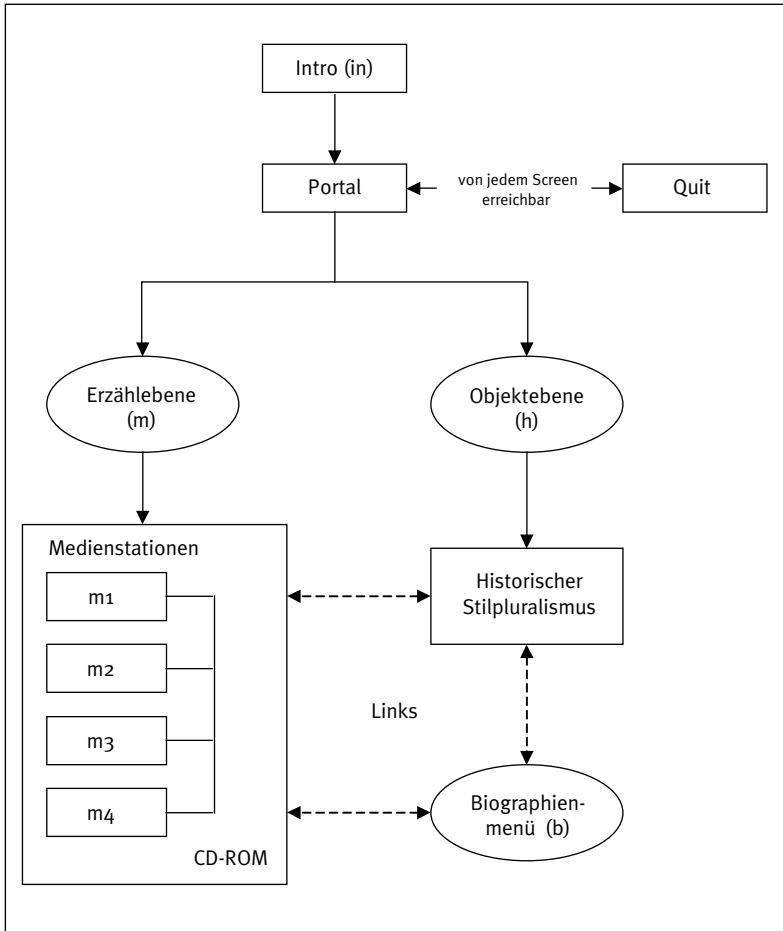 Intro (in)
Portal
von jedem Screen
erreichbar
Quit
Erzählebene
(m)
Objektebene
(h)
Medienstationen
m1
m2
m3
m4
CD-ROM
Historischer
Stilpluralismus
Links
Biographien-
menü (b)